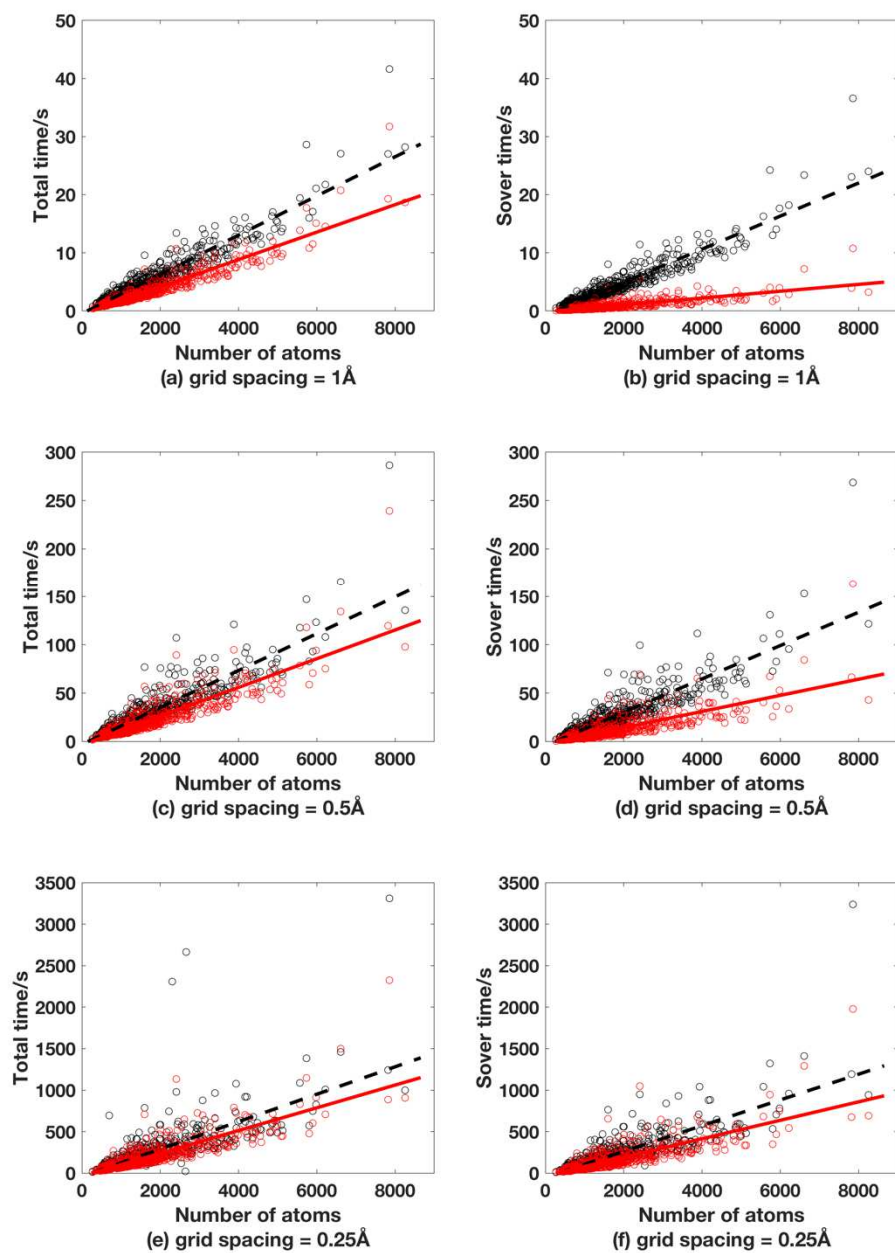 50
40
30
20
10
0
Total time/s
2000 4000 6000 8000
Number of atoms
(a) grid spacing = 1Å
50
40
30
20
10
0
Sover time/s
0 2000 4000 6000 8000
Number of atoms
(b) grid spacing = 1Å
300
250
200
150
100
50
0
Total time/s
0 2000 4000 6000 8000
Number of atoms
(c) grid spacing = 0.5Å
300
250
200
150
100
50
0
Sover time/s
0 2000 4000 6000 8000
Number of atoms
(d) grid spacing = 0.5Å
3500
3000
2500
2000
1500
1000
500
0
Total time/s
0 2000 4000 6000 8000
Number of atoms
(e) grid spacing = 0.25Å
3500
3000
2500
2000
1500
1000
500
0
Sover time/s
0 2000 4000 6000 8000
Number of atoms
(f) grid spacing = 0.25Å